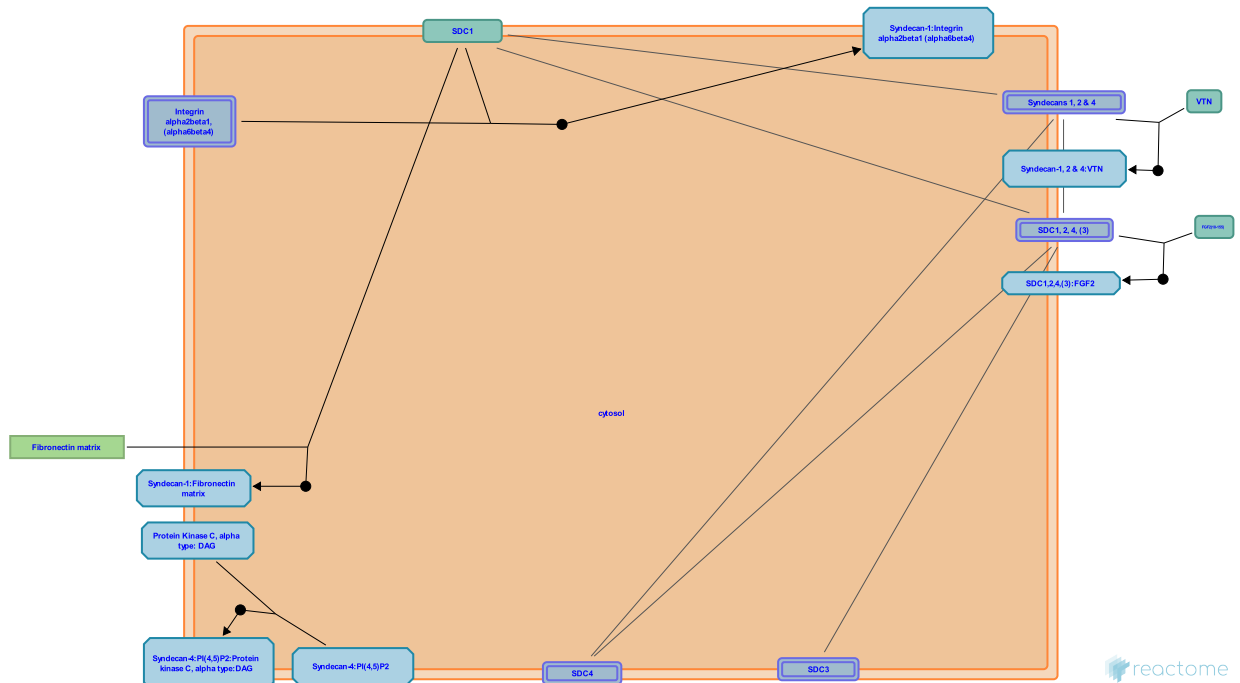 SDC1
Syndecan-1:Integrin
alpha2beta1 (alpha6beta4)
Integrin
alpha2beta1,
(alpha6beta4)
Syndecans 1, 2 & 4
VTN
Syndecan-1, 2 & 4:VTN
SDC1, 2, 4, (3)
SDC1,2,4,(3):FGF2
cytosol
Fibronectin matrix
Syndecan-1:Fibronectin
matrix
Protein Kinase C, alpha
type: DAG
Syndecan-4:PI(4,5)P2:Protein
kinase C, alpha type:DAG
Syndecan-4:PI(4,5)P2
SDC4
SDC3
reactome